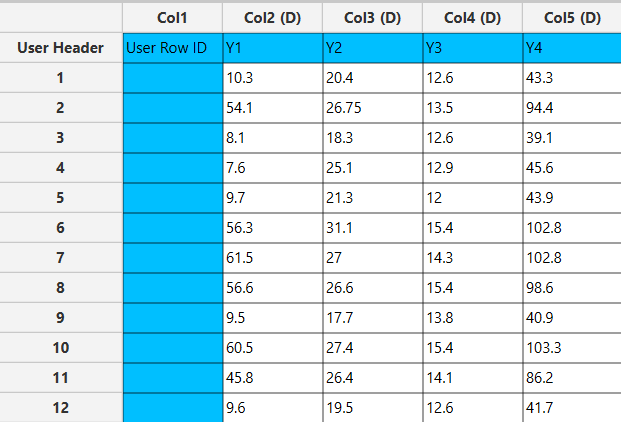 Col1 Col2 (D) Col3 (D) Col4 (D) Col5 (D)
User Header User Row ID Y1 Y2 Y3 Y4
1 10.3 20.4 12.6 43.3
2 54.1 26.75 13.5 94.4
3 8.1 18.3 12.6 39.1
4 7.6 25.1 12.9 45.6
5 9.7 21.3 12 43.9
6 56.3 31.1 15.4 102.8
7 61.5 27 14.3 102.8
8 56.6 26.6 15.4 98.6
9 9.5 17.7 13.8 40.9
10 60.5 27.4 15.4 103.3
11 45.8 26.4 14.1 86.2
12 9.6 19.5 12.6 41.7